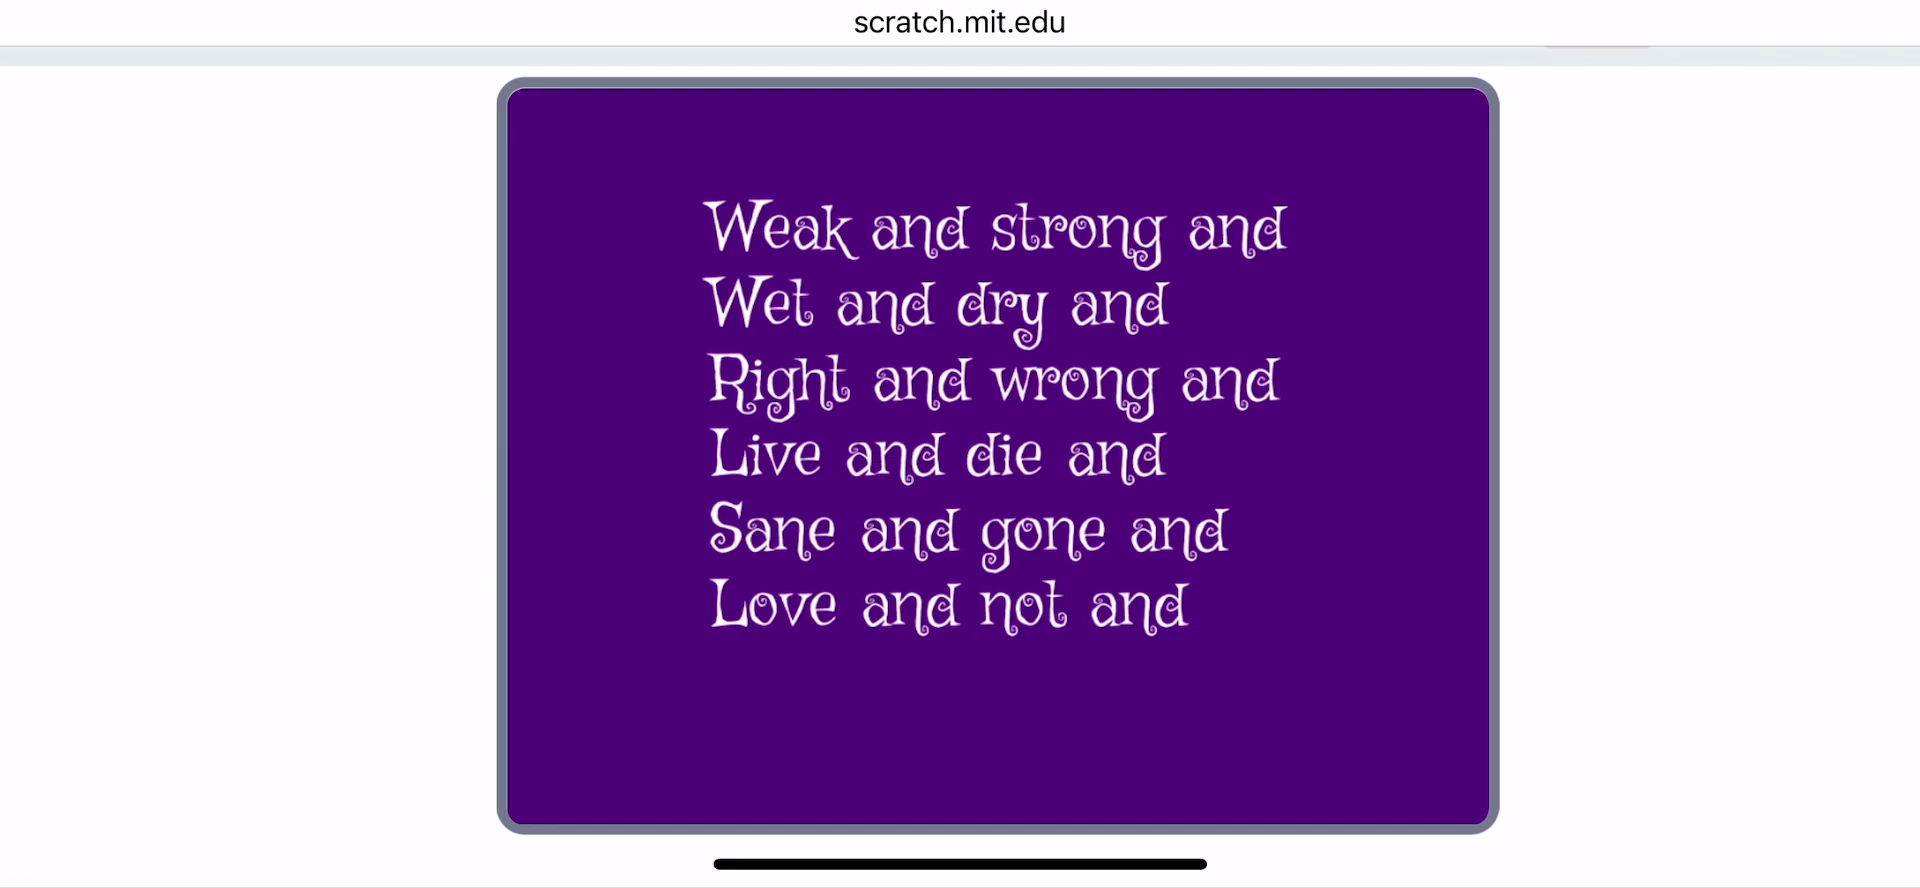 scratch.mit.edu
Weak and strong and
Wet and dry and
Right and wrong and
Live and die and
Sane and gone and
Love and not and